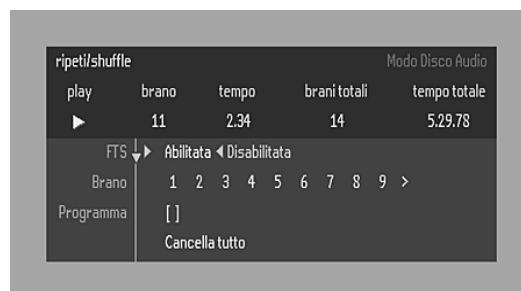 ripeti/shuffle Modo Disco Audio
play brano tempo brani totali tempo totale
11 2.34 14 5.29.78
FTS Abilitata Disabilitata
Brano 1 2 3 4 5 6 7 8 9 >
Programma [ ]
Cancella tutto